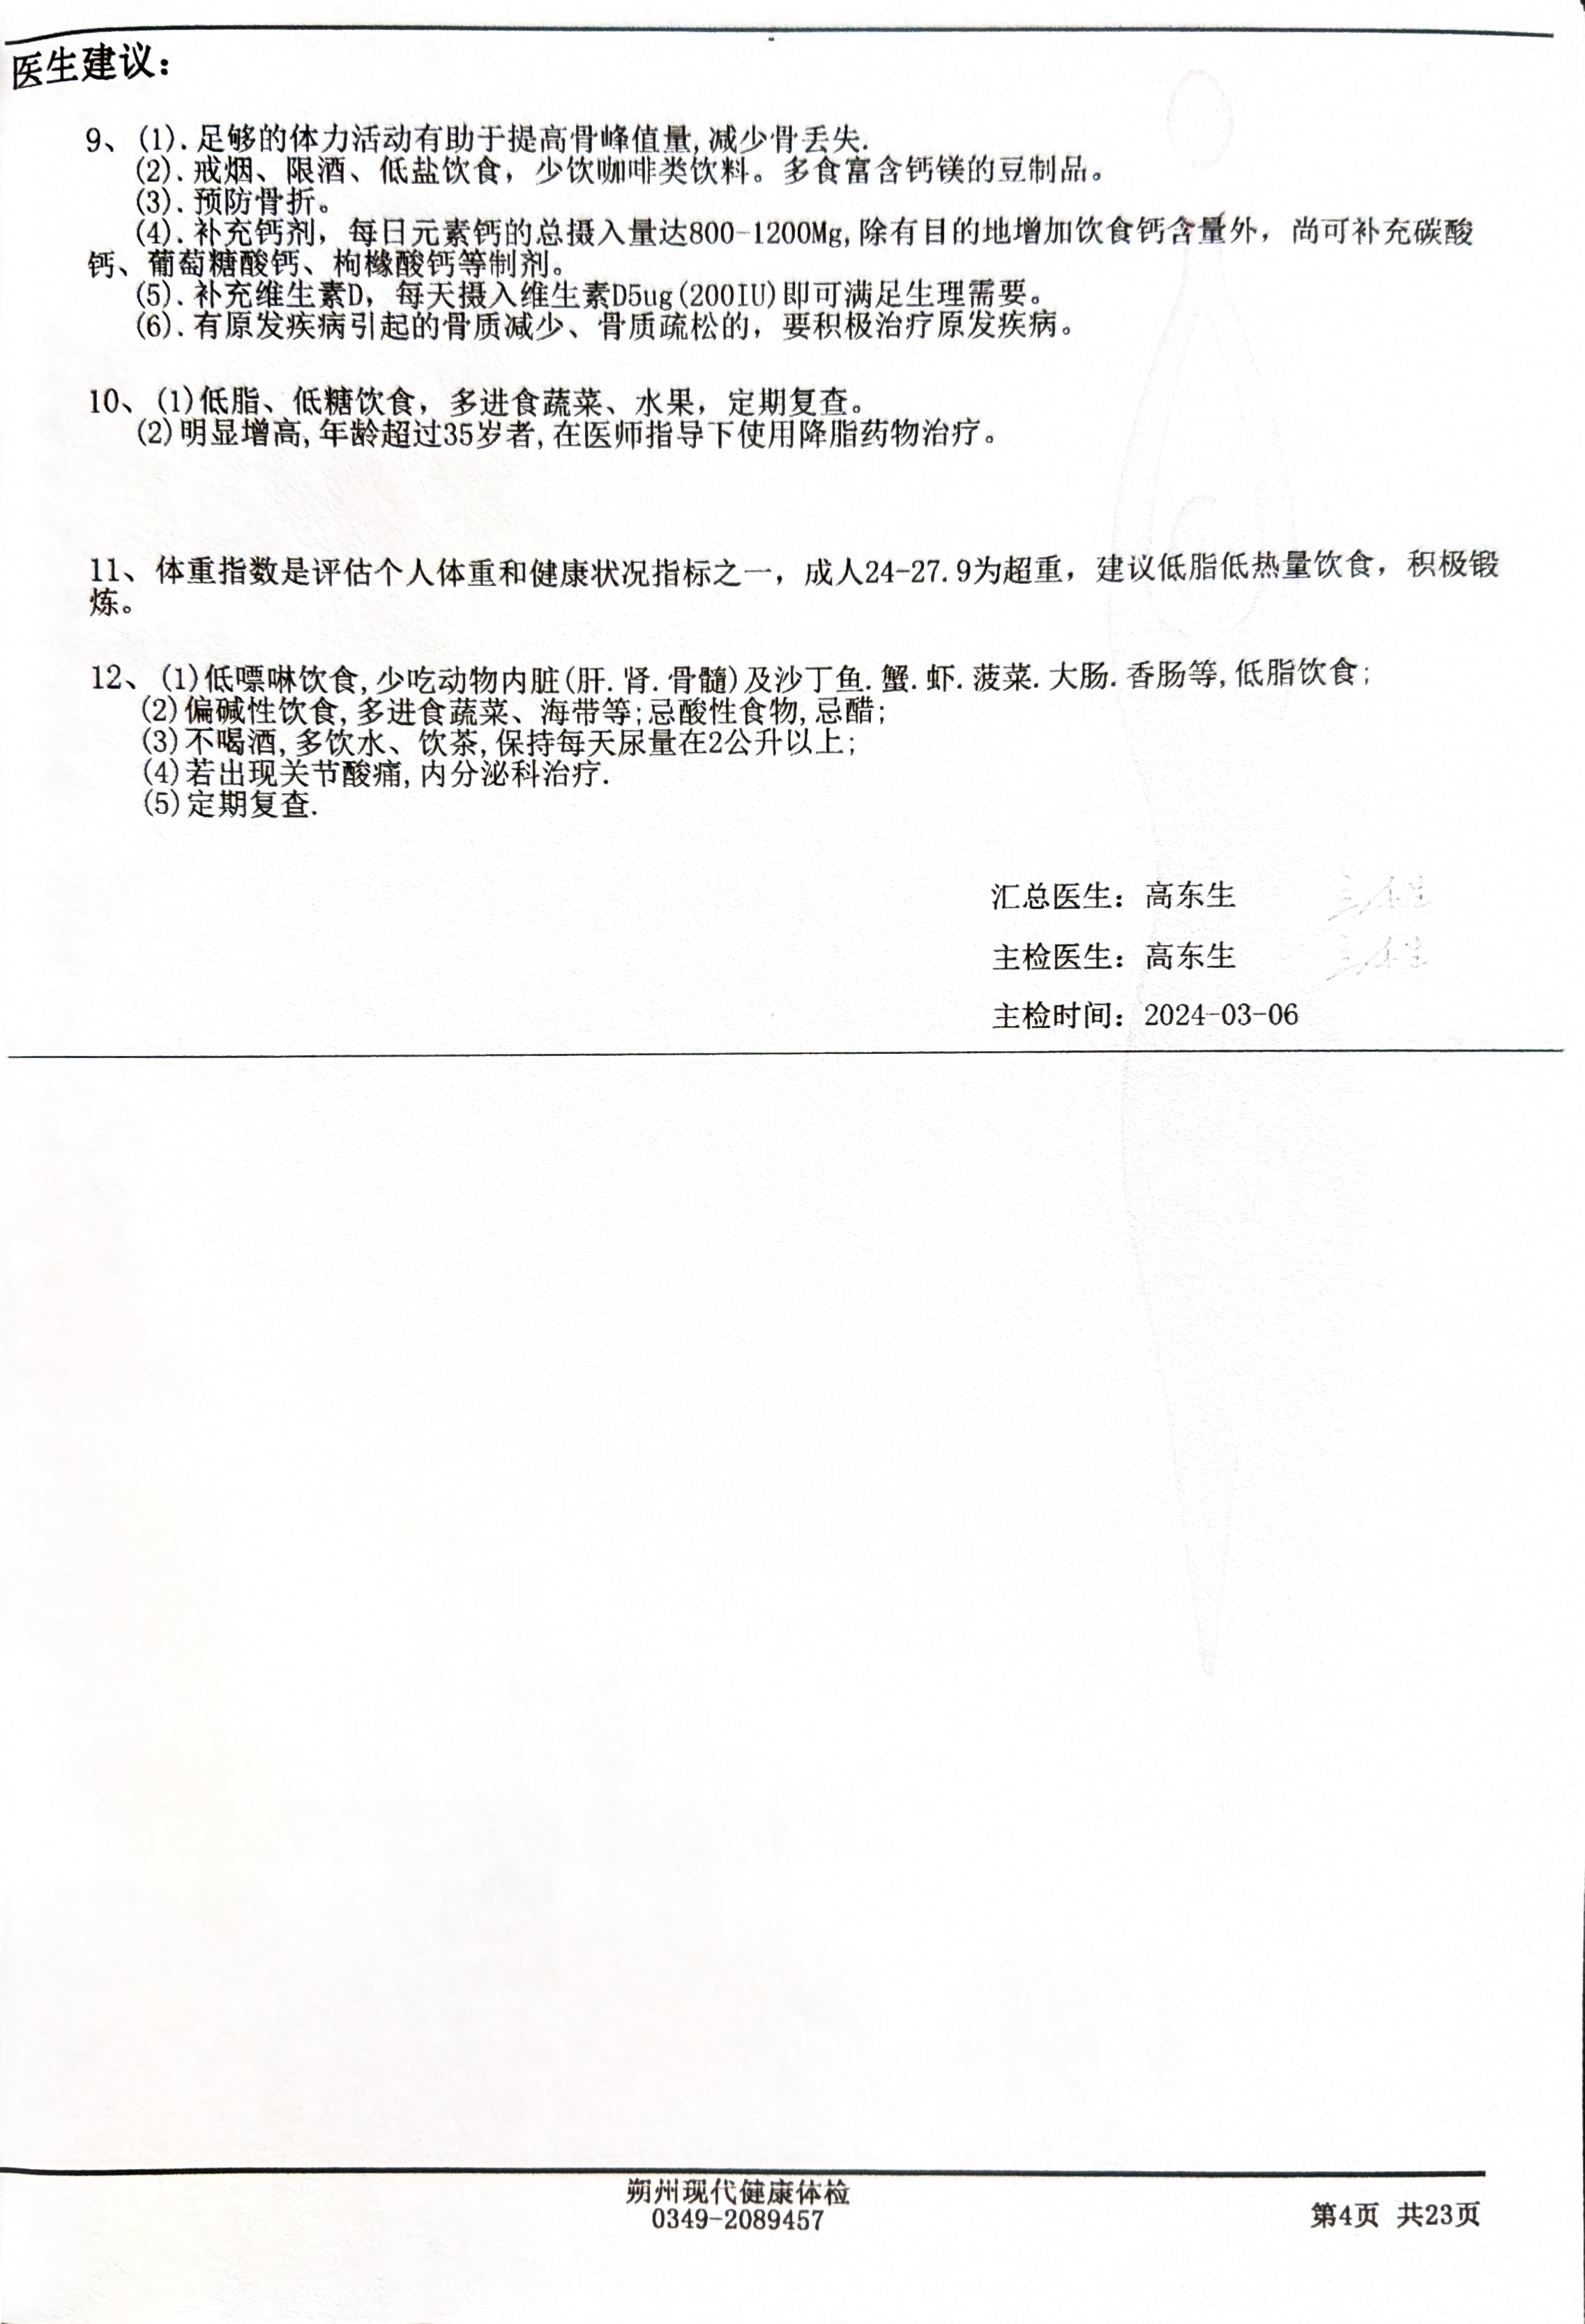 医生建议：
9、(1).足够的体力活动有助于提高骨峰值量,减少骨丢失.
(2).戒烟、限酒、低盐饮食，少饮咖啡类饮料。多食富含钙镁的豆制品。
(3).预防骨折。
(4).补充钙剂，每日元素钙的总摄入量达800-1200Mg,除有目的地增加饮食钙含量外，尚可补充碳酸
钙、葡萄糖酸钙、枸橼酸钙等制剂。
(5).补充维生素D，每天摄入维生素D5ug(200IU)即可满足生理需要。
(6).有原发疾病引起的骨质减少、骨质疏松的，要积极治疗原发疾病。
10、(1)低脂、低糖饮食，多进食蔬菜、水果，定期复查。
(2)明显增高,年龄超过35岁者,在医师指导下使用降脂药物治疗。
11、体重指数是评估个人体重和健康状况指标之一，成人24-27.9为超重，建议低脂低热量饮食，积极锻
炼。
12、(1)低嘌啉饮食,少吃动物内脏(肝.肾.骨髓)及沙丁鱼.蟹.虾.菠菜.大肠.香肠等,低脂饮食;
(2)偏碱性饮食,多进食蔬菜、海带等;忌酸性食物,忌醋;
(3)不喝酒,多饮水、饮茶,保持每天尿量在2公升以上;
(4)若出现关节酸痛,内分泌科治疗.
(5)定期复查.
汇总医生：高东生
主检医生：高东生
主检时间：2024-03-06
朔州现代健康体检
0349-2089457
第4页 共23页